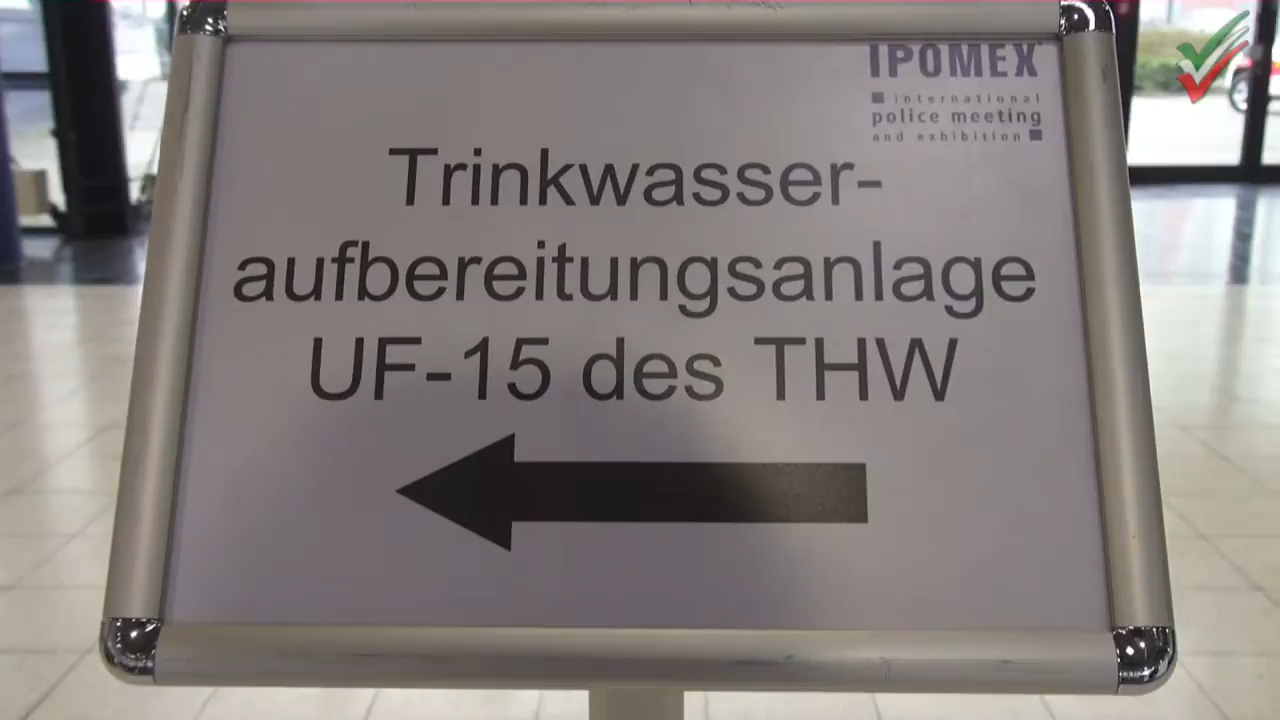 IPOMEX
international
police meeting
and exhibition
Trinkwasser-
aufbereitungsanlage
UF-15 des THW